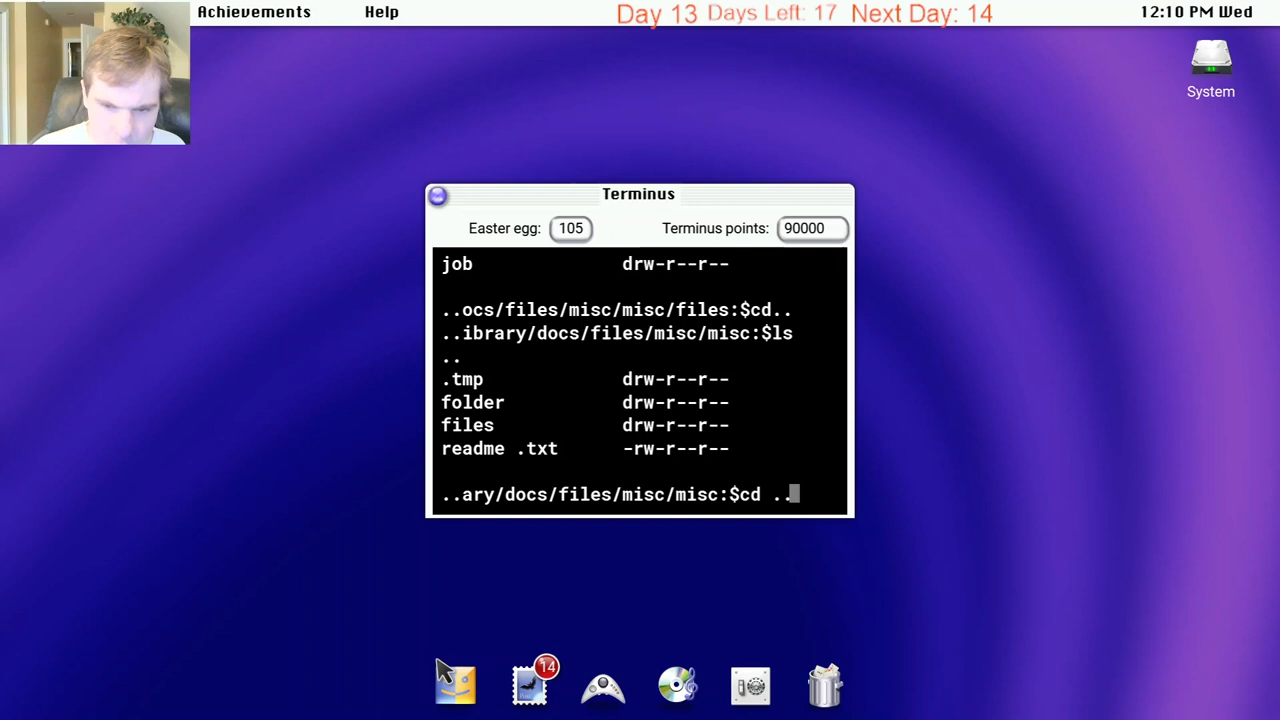 Achievements Help Day 13 Days Left: 17 Next Day: 14 12:10 PM Wed
System
Terminus
Easter egg: 105 Terminus points: 90000
job drw-r--r--
..ocs/files/misc/misc/files:$cd..
..ibrary/docs/files/misc/misc:$ls
..
.tmp drw-r--r--
folder drw-r--r--
files drw-r--r--
readme .txt -rw-r--r--
..ary/docs/files/misc/misc:$cd ..
14